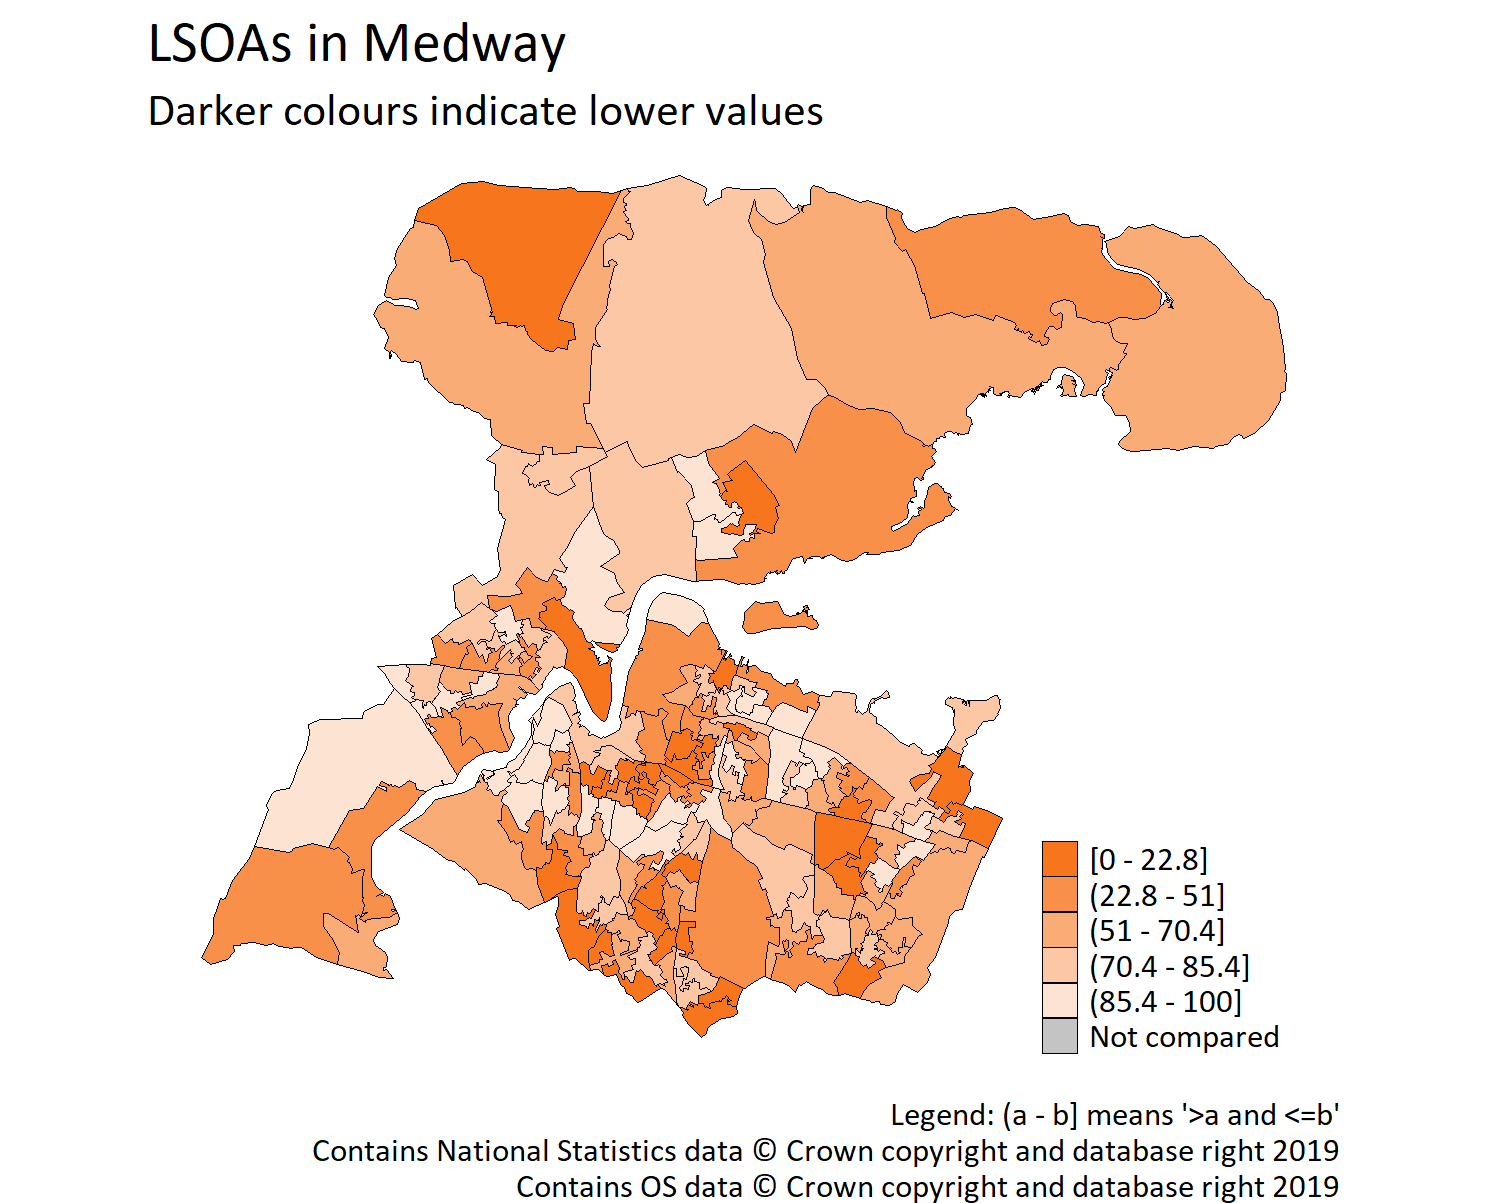 LSOAs in Medway
Darker colours indicate lower values
[0 - 22.8]
(22.8 - 51]
(51 - 70.4]
(70.4 - 85.4]
(85.4 - 100]
Not compared
Legend: (a - b] means '>a and <=b'
Contains National Statistics data © Crown copyright and database right 2019
Contains OS data © Crown copyright and database right 2019